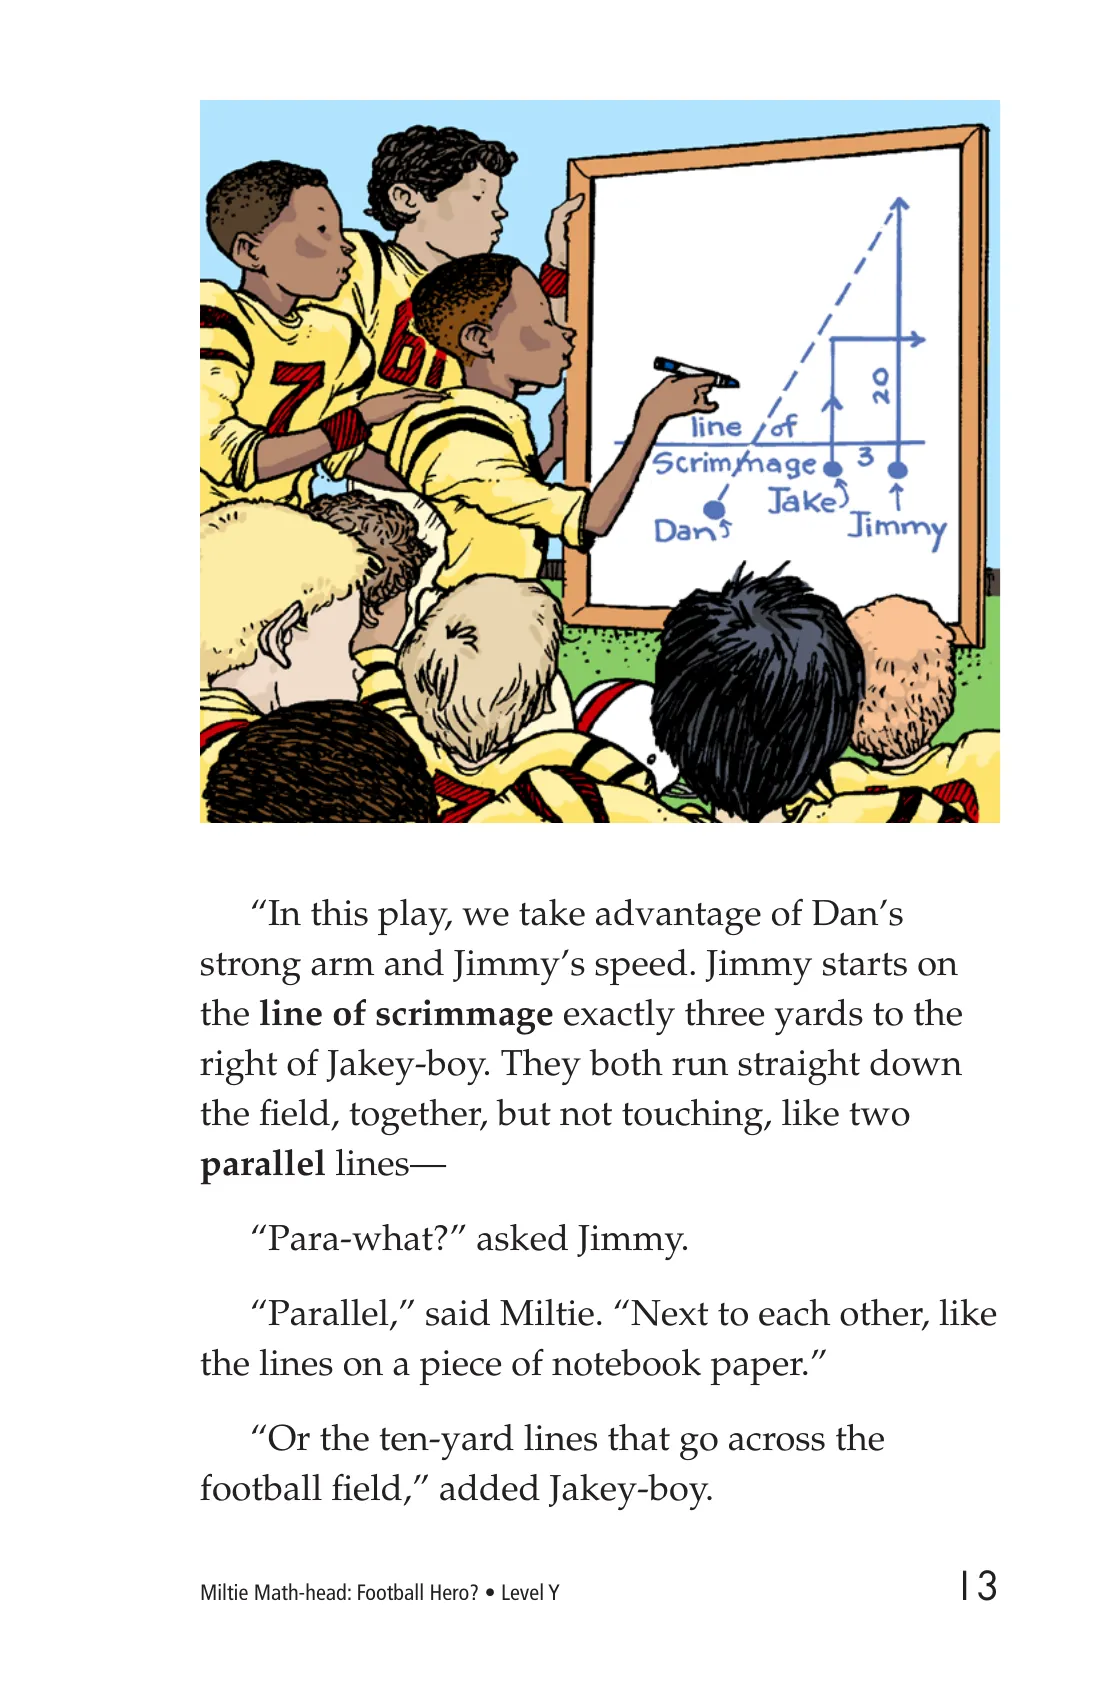 7
61
line of
Scrimmage
3
20
Jake
Dan
Jimmy
“In this play, we take advantage of Dan’s
strong arm and Jimmy’s speed. Jimmy starts on
the line of scrimmage exactly three yards to the
right of Jakey-boy. They both run straight down
the field, together, but not touching, like two
parallel lines—
“Para-what?” asked Jimmy.
“Parallel,” said Miltie. “Next to each other, like
the lines on a piece of notebook paper.”
“Or the ten-yard lines that go across the
football field,” added Jakey-boy.
Miltie Math-head: Football Hero? • Level Y
13